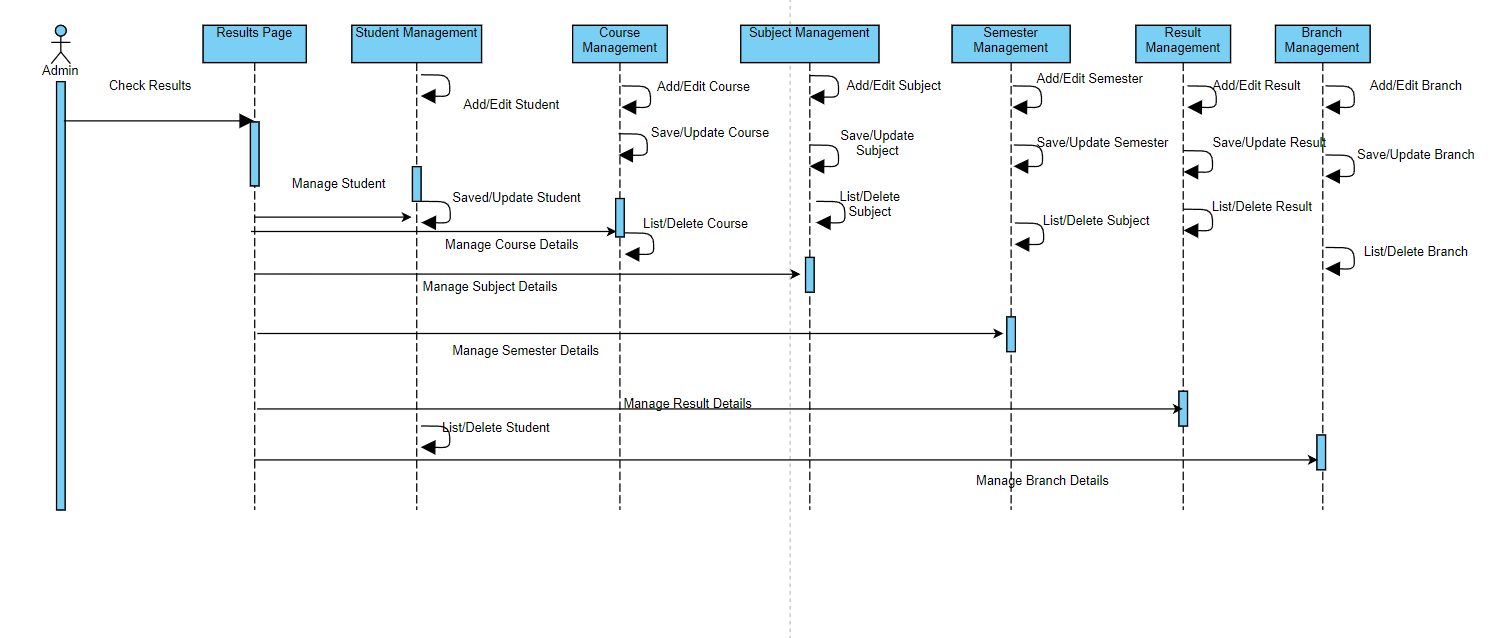 Admin
Results Page
Student Management
Course
Management
Subject Management
Semester
Management
Result
Management
Branch
Management
Check Results
Add/Edit Student
Add/Edit Course
Add/Edit Subject
Add/Edit Semester
Add/Edit Result
Add/Edit Branch
Save/Update Course
Save/Update
Subject
Save/Update Semester
Save/Update Result
Save/Update Branch
Manage Student
Saved/Update Student
List/Delete
Subject
List/Delete Result
List/Delete Course
List/Delete Subject
Manage Course Details
List/Delete Branch
Manage Subject Details
Manage Semester Details
Manage Result Details
List/Delete Student
Manage Branch Details